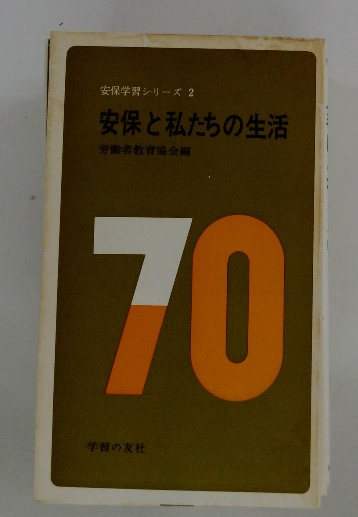 安保学習シリーズ 2
安保と私たちの生活
労働者教育協会編
70
学習の友社